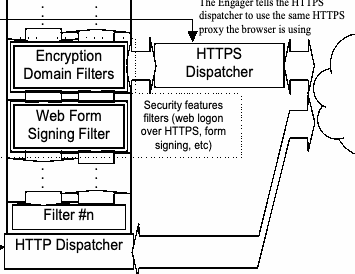 The Engager tells the HTTPS
dispatcher to use the same HTTPS
proxy the browser is using
Encryption
Domain Filters
HTTPS
Dispatcher
Web Form
Signing Filter
Security features
filters (web logon
over HTTPS, form
signing, etc)
Filter #n
HTTP Dispatcher